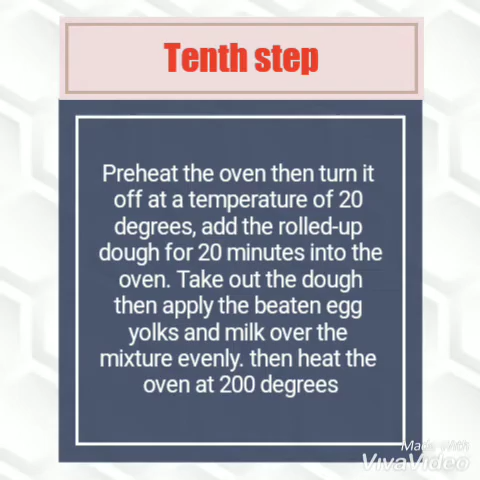 Tenth step
Preheat the oven then turn it
off at a temperature of 20
degrees, add the rolled-up
dough for 20 minutes into the
oven. Take out the dough
then apply the beaten egg
yolks and milk over the
mixture evenly. then heat the
oven at 200 degrees
Made With
VivaVideo